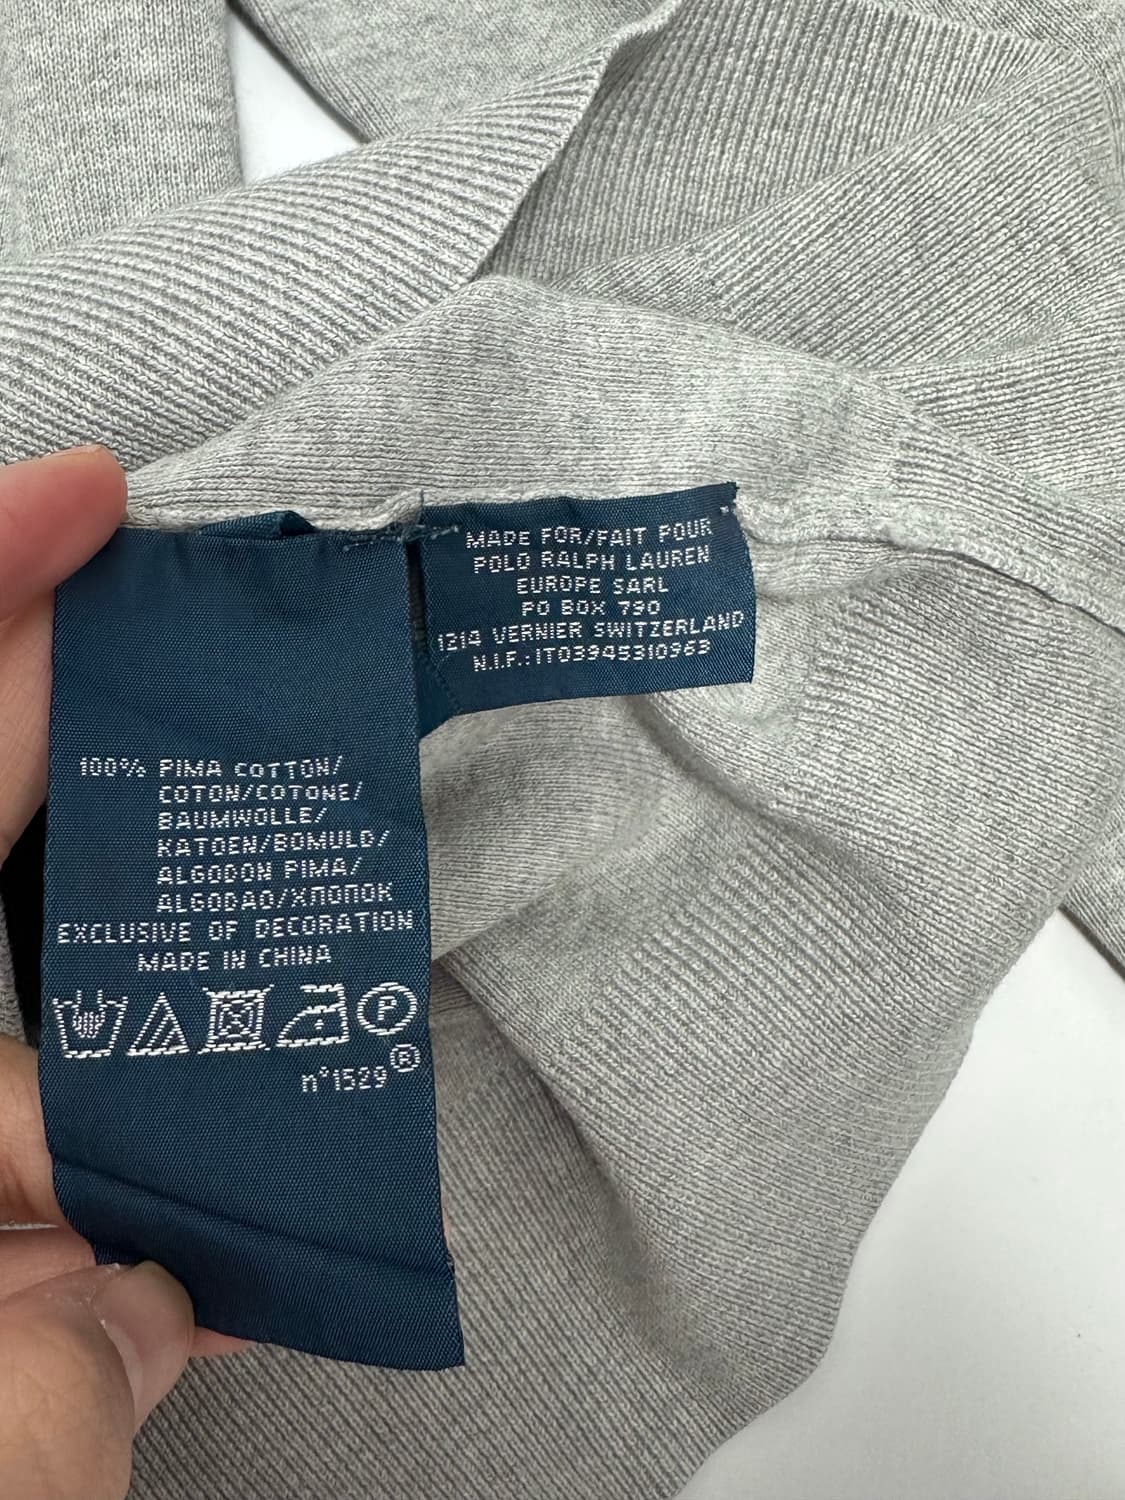 MADE FOR/FAIT POUR
POLO RALPH LAUREN
EUROPE SARL
PO BOX 790
1214 VERNIER SWITZERLAND
N.I.F.:IT03945310963
100% PIMA COTTON/
COTON/COTONE/
BAUMWOLLE/
KATOEN/BOMULD/
ALGODON PIMA/
ALGODAO/ХЛОПОК
EXCLUSIVE OF DECORATION
MADE IN CHINA
P
n°1529®